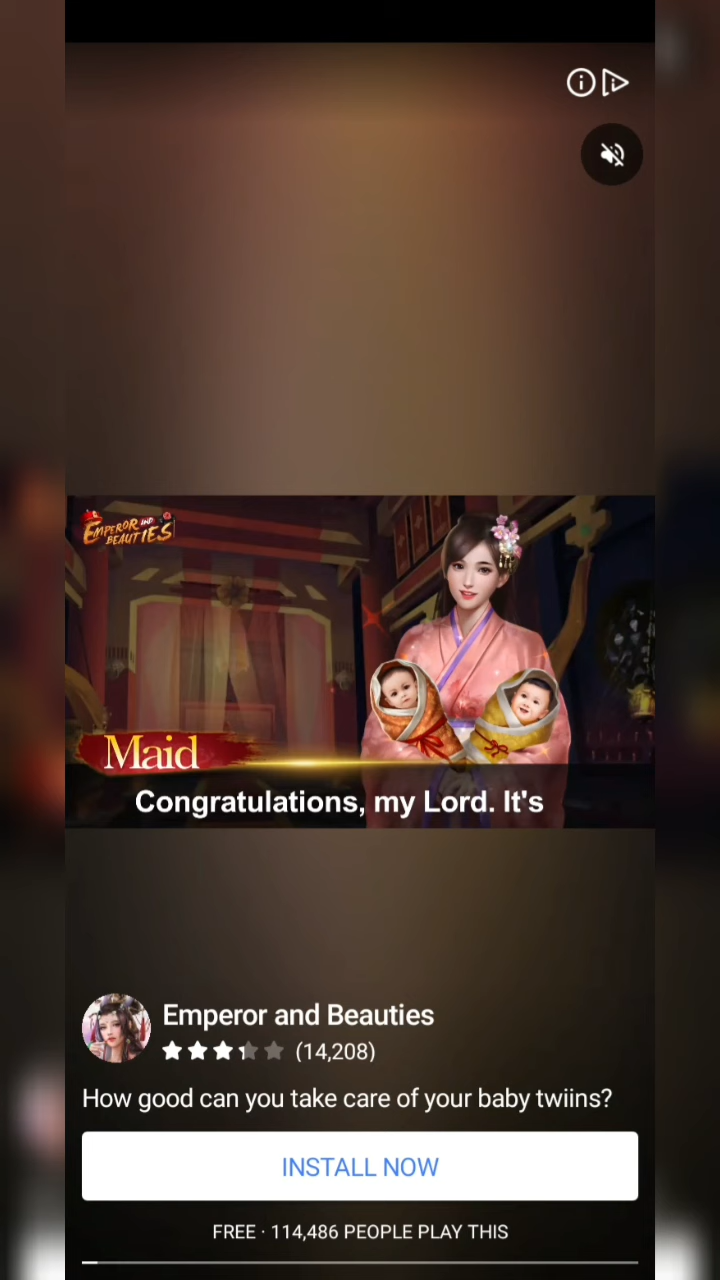 EMPEROR AND
BEAUTIES
Maid
Congratulations, my Lord. It's
Emperor and Beauties
(14,208)
How good can you take care of your baby twiins?
INSTALL NOW
FREE · 114,486 PEOPLE PLAY THIS